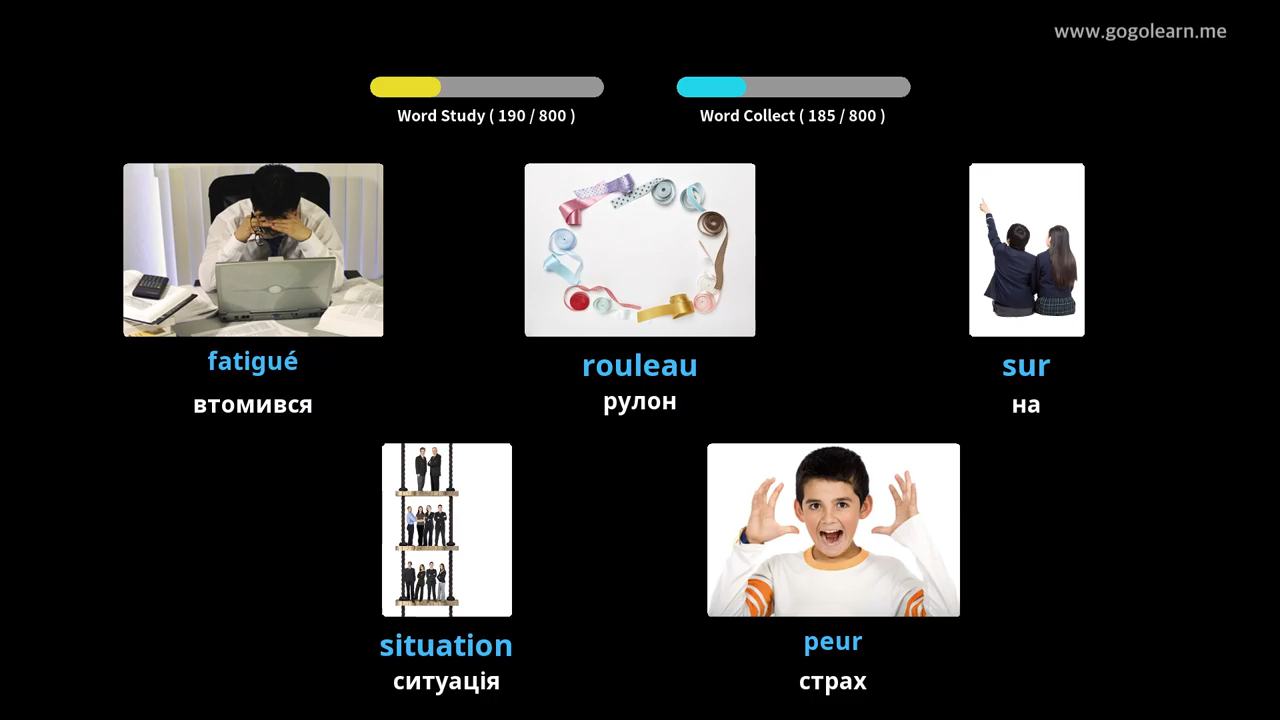 www.gogolearn.me
Word Study ( 190 / 800 )
Word Collect ( 185 / 800 )
fatigué
втомився
rouleau
рулон
sur
на
situation
ситуація
peur
страх